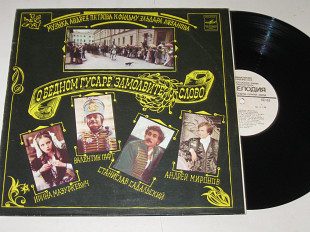 МУЗЫКА АНДРЕЯ ПЕТРОВА К ФИЛЬМУ ЭЛЬДАРА РЯЗАНОВА
О БЕДНОМ ГУСАРЕ ЗАМОЛВИТЕ СЛОВО
ВАЛЕНТИН ГАФТ
АНДРЕЙ МИРОНОВ
СТАНИСЛАВ САДАЛЬСКИЙ
ИРИНА МАЗУРКЕВИЧ
МЕЛОДИЯ